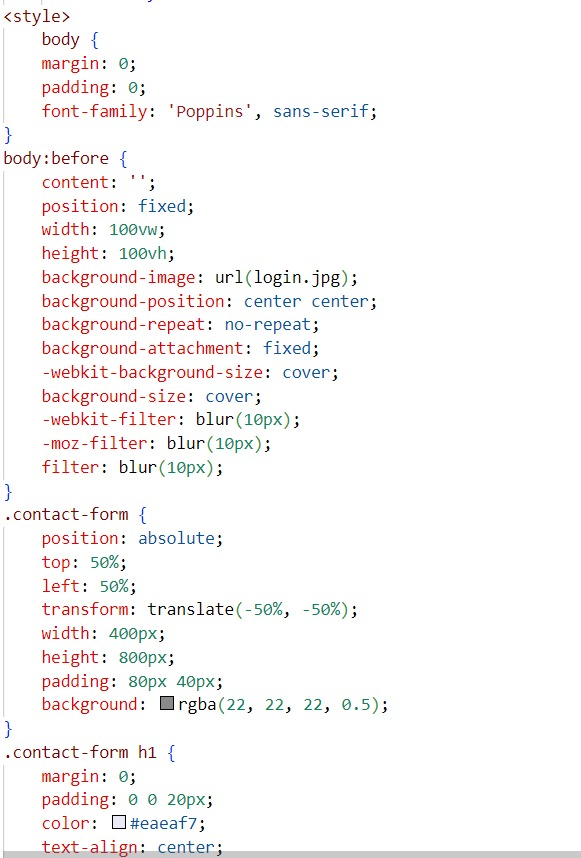 <style>
body {
margin: 0;
padding: 0;
font-family: 'Poppins', sans-serif;
}
body:before {
content: '';
position: fixed;
width: 100vw;
height: 100vh;
background-image: url(login.jpg);
background-position: center center;
background-repeat: no-repeat;
background-attachment: fixed;
-webkit-background-size: cover;
background-size: cover;
-webkit-filter: blur(10px);
-moz-filter: blur(10px);
filter: blur(10px);
}
.contact-form {
position: absolute;
top: 50%;
left: 50%;
transform: translate(-50%, -50%);
width: 400px;
height: 800px;
padding: 80px 40px;
background: rgba(22, 22, 22, 0.5);
}
.contact-form h1 {
margin: 0;
padding: 0 0 20px;
color: #eaeaf7;
text-align: center;